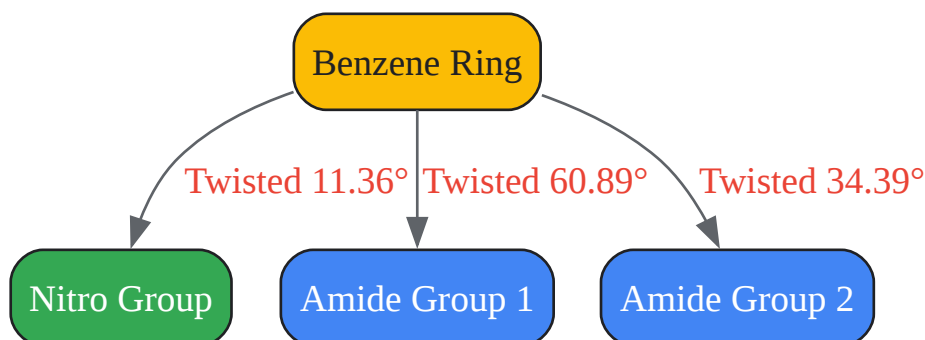 Benzene Ring
Twisted 11.36°
Twisted 60.89°
Twisted 34.39°
Nitro Group
Amide Group 1
Amide Group 2